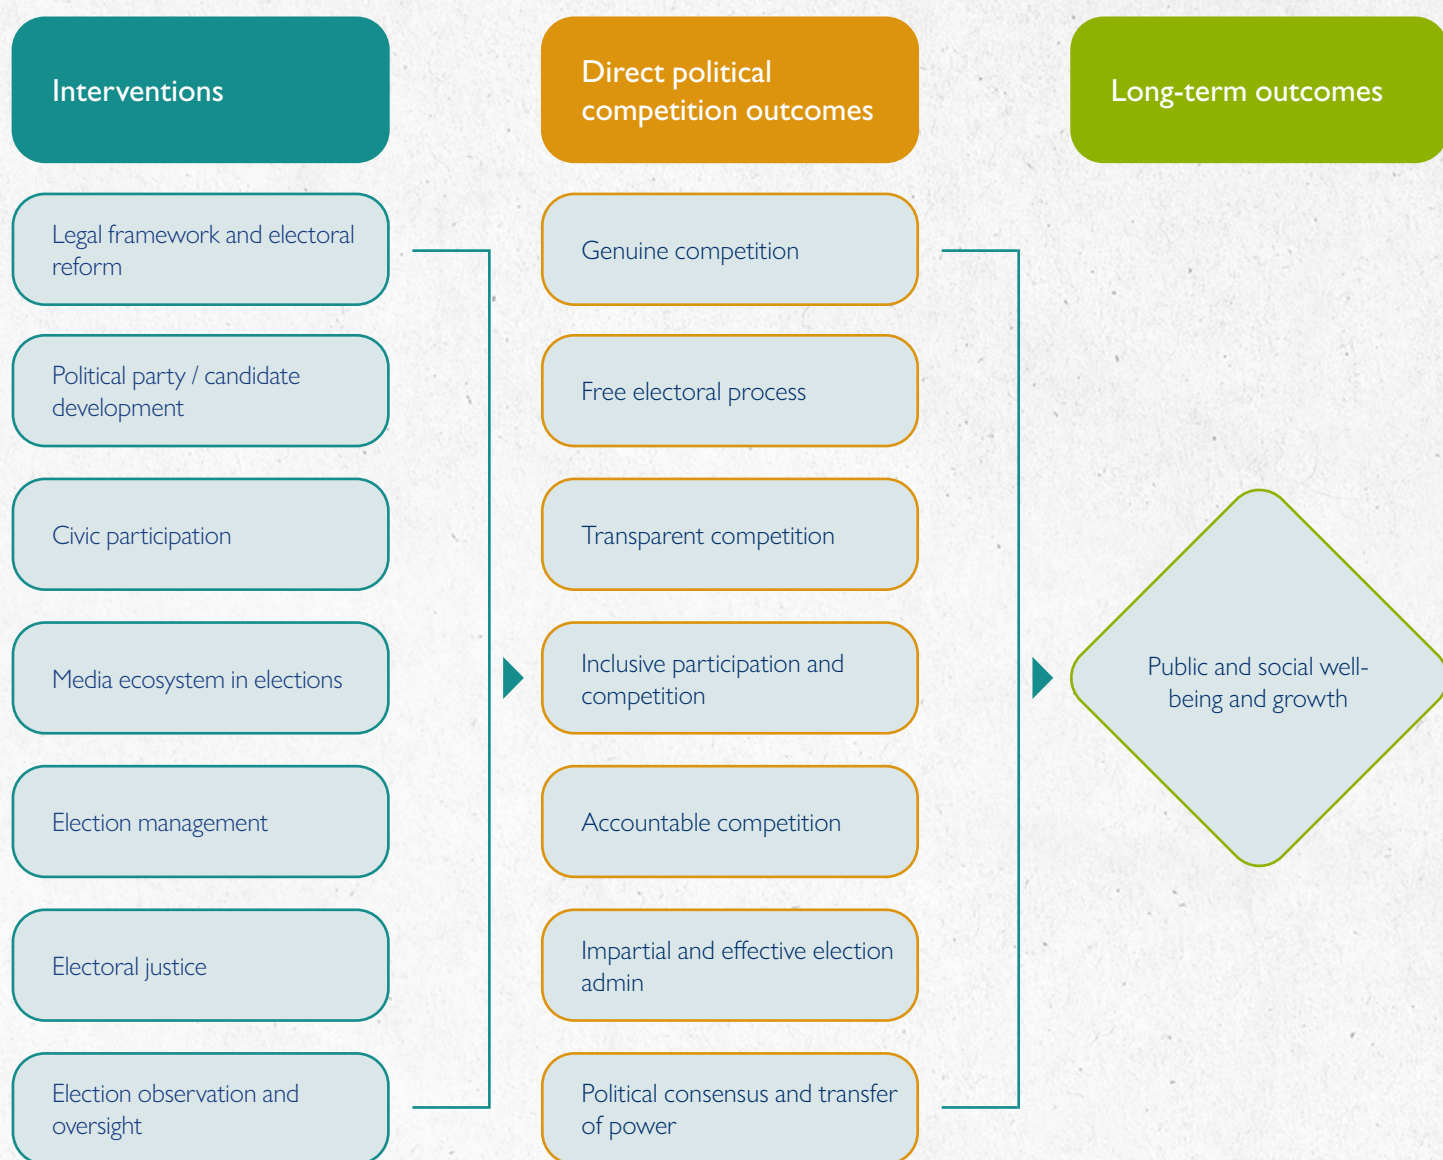 Interventions
Legal framework and electoral
reform
Political party / candidate
development
Civic participation
Media ecosystem in elections
Election management
Electoral justice
Election observation and
oversight
Direct political
competition outcomes
Genuine competition
Free electoral process
Transparent competition
Inclusive participation and
competition
Accountable competition
Impartial and effective election
admin
Political consensus and transfer
of power
Long-term outcomes
Public and social well-
being and growth